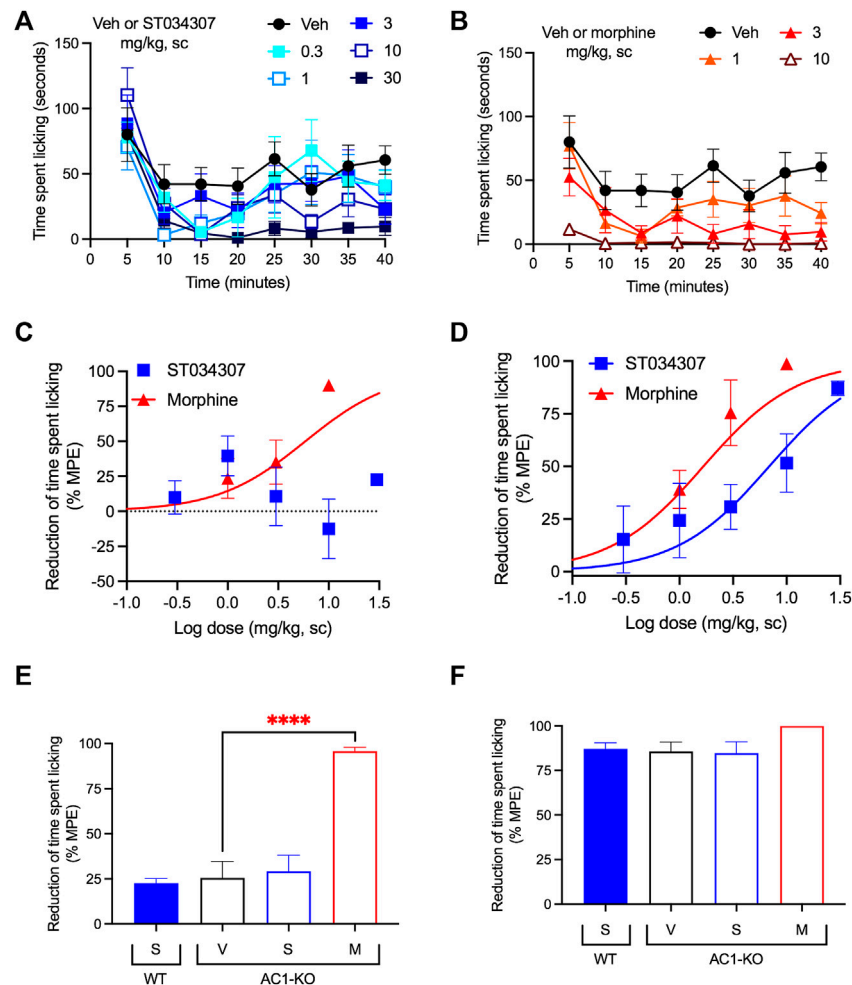 A
Veh or ST034307
mg/kg, sc
Veh
0.3
1
3
10
30
Time spent licking (seconds)
150
100
50
0
0 5 10 15 20 25 30 35 40
Time (minutes)
B
Veh or morphine
mg/kg, sc
Veh
1
3
10
Time spent licking (seconds)
150
100
50
0
0 5 10 15 20 25 30 35 40
Time (minutes)
C
ST034307
Morphine
Reduction of time spent licking
(% MPE)
100
75
50
25
0
-25
-50
-1.0 -0.5 0.0 0.5 1.0 1.5
Log dose (mg/kg, sc)
D
ST034307
Morphine
Reduction of time spent licking
(% MPE)
100
75
50
25
0
-1.0 -0.5 0.0 0.5 1.0 1.5
Log dose (mg/kg, sc)
E
****
Reduction of time spent licking
(% MPE)
100
75
50
25
0
S V S M
WT AC1-KO
F
Reduction of time spent licking
(% MPE)
100
75
50
25
0
S V S M
WT AC1-KO